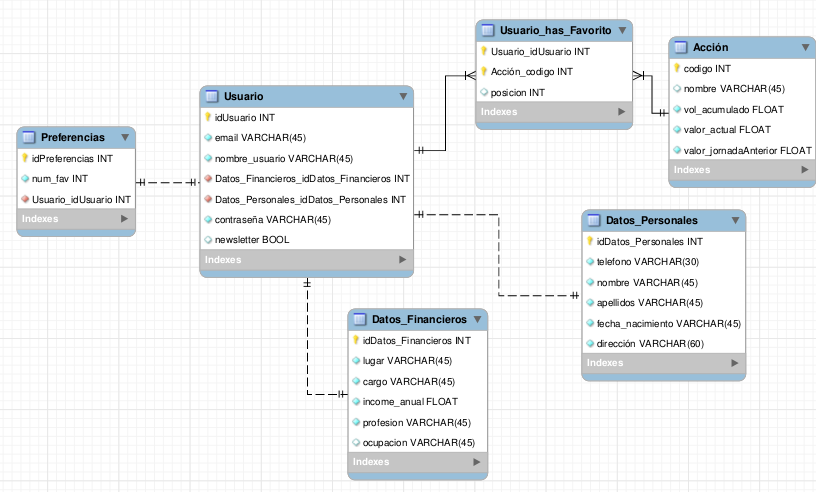 Preferencias
idPreferencias INT
num_fav INT
Usuario_idUsuario INT
Indexes
Usuario
idUsuario INT
email VARCHAR(45)
nombre_usuario VARCHAR(45)
Datos_Financieros_idDatos_Financieros INT
Datos_Personales_idDatos_Personales INT
contraseña VARCHAR(45)
newsletter BOOL
Indexes
Usuario_has_Favorito
Usuario_idUsuario INT
Acción_codigo INT
posicion INT
Indexes
Acción
codigo INT
nombre VARCHAR(45)
vol_acumulado FLOAT
valor_actual FLOAT
valor_jornadaAnterior FLOAT
Indexes
Datos_Personales
idDatos_Personales INT
telefono VARCHAR(30)
nombre VARCHAR(45)
apellidos VARCHAR(45)
fecha_nacimiento VARCHAR(45)
dirección VARCHAR(60)
Indexes
Datos_Financieros
idDatos_Financieros INT
lugar VARCHAR(45)
cargo VARCHAR(45)
income_anual FLOAT
profesion VARCHAR(45)
ocupacion VARCHAR(45)
Indexes